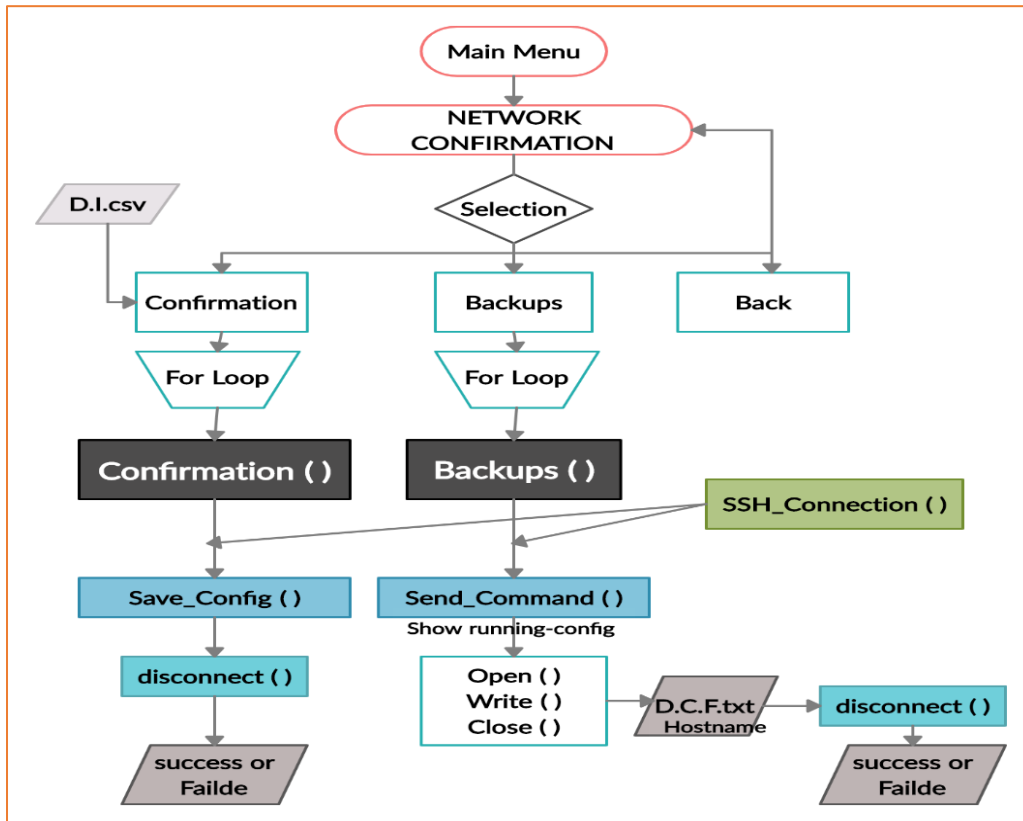 Main Menu
NETWORK
CONFIRMATION
D.I.csv
Selection
Confirmation
Backups
Back
For Loop
For Loop
Confirmation ( )
Backups ( )
SSH_Connection ( )
Save_Config ( )
Send_Command ( )
Show running-config
disconnect ( )
Open ( )
Write ( )
Close ( )
D.C.F.txt
Hostname
disconnect ( )
success or
Failde
success or
Failde